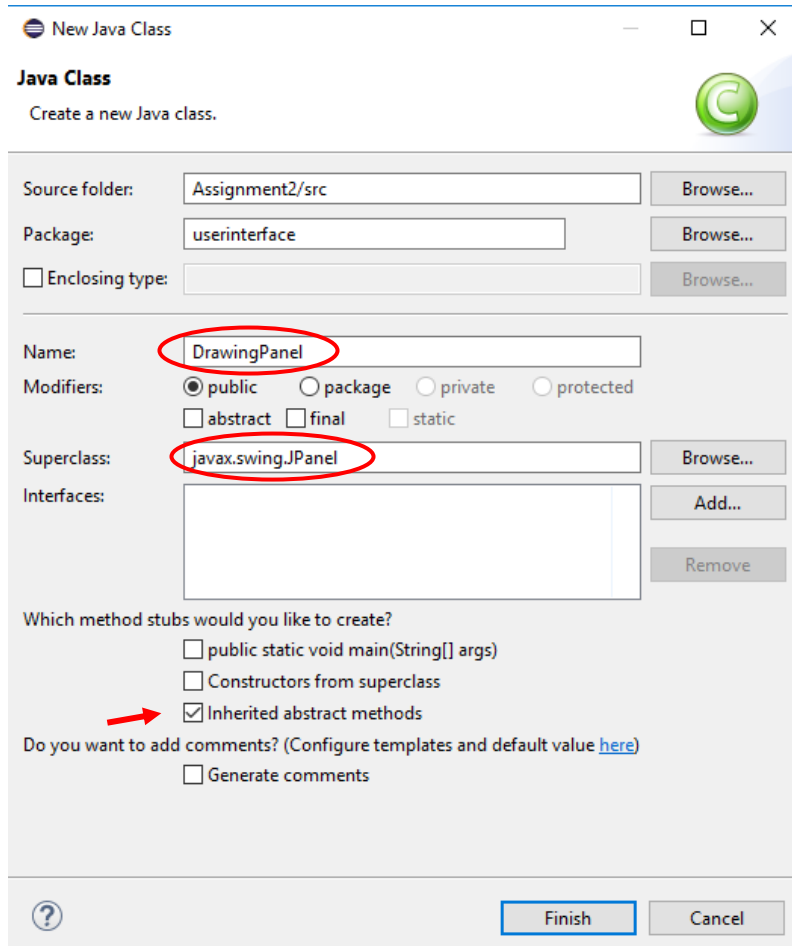 New Java Class
Java Class
Create a new Java class.
C
Source folder: Assignment2/src Browse...
Package: userinterface Browse...
Enclosing type: Browse...
Name: DrawingPanel
Modifiers: public package private protected
abstract final static
Superclass: javax.swing.JPanel Browse...
Interfaces: Add...
Remove
Which method stubs would you like to create?
public static void main(String[] args)
Constructors from superclass
Inherited abstract methods
Do you want to add comments? (Configure templates and default value here)
Generate comments
? Finish Cancel